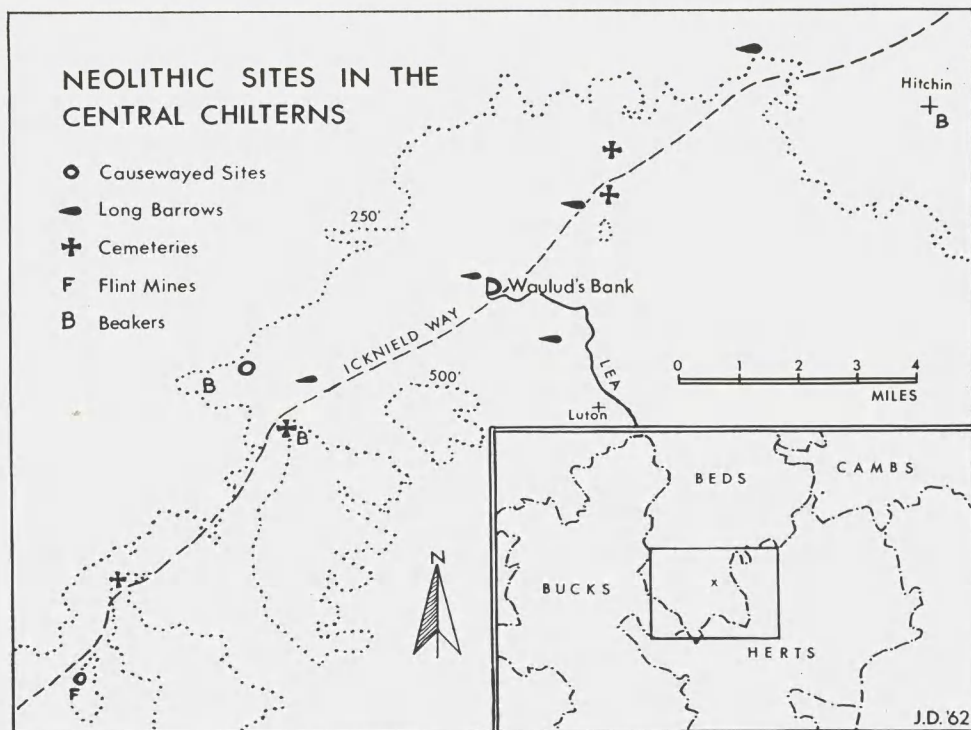 NEOLITHIC SITES IN THE
CENTRAL CHILTERNS
Causewayed Sites
Long Barrows
Cemeteries
F Flint Mines
B Beakers
Hitchin
B
250'
Waulud's Bank
ICKNIELD WAY
500'
LEA
Luton
B
B
0 1 2 3 4
MILES
N
F
BEDS
CAMBS
BUCKS
x
HERTS
J.D.'62